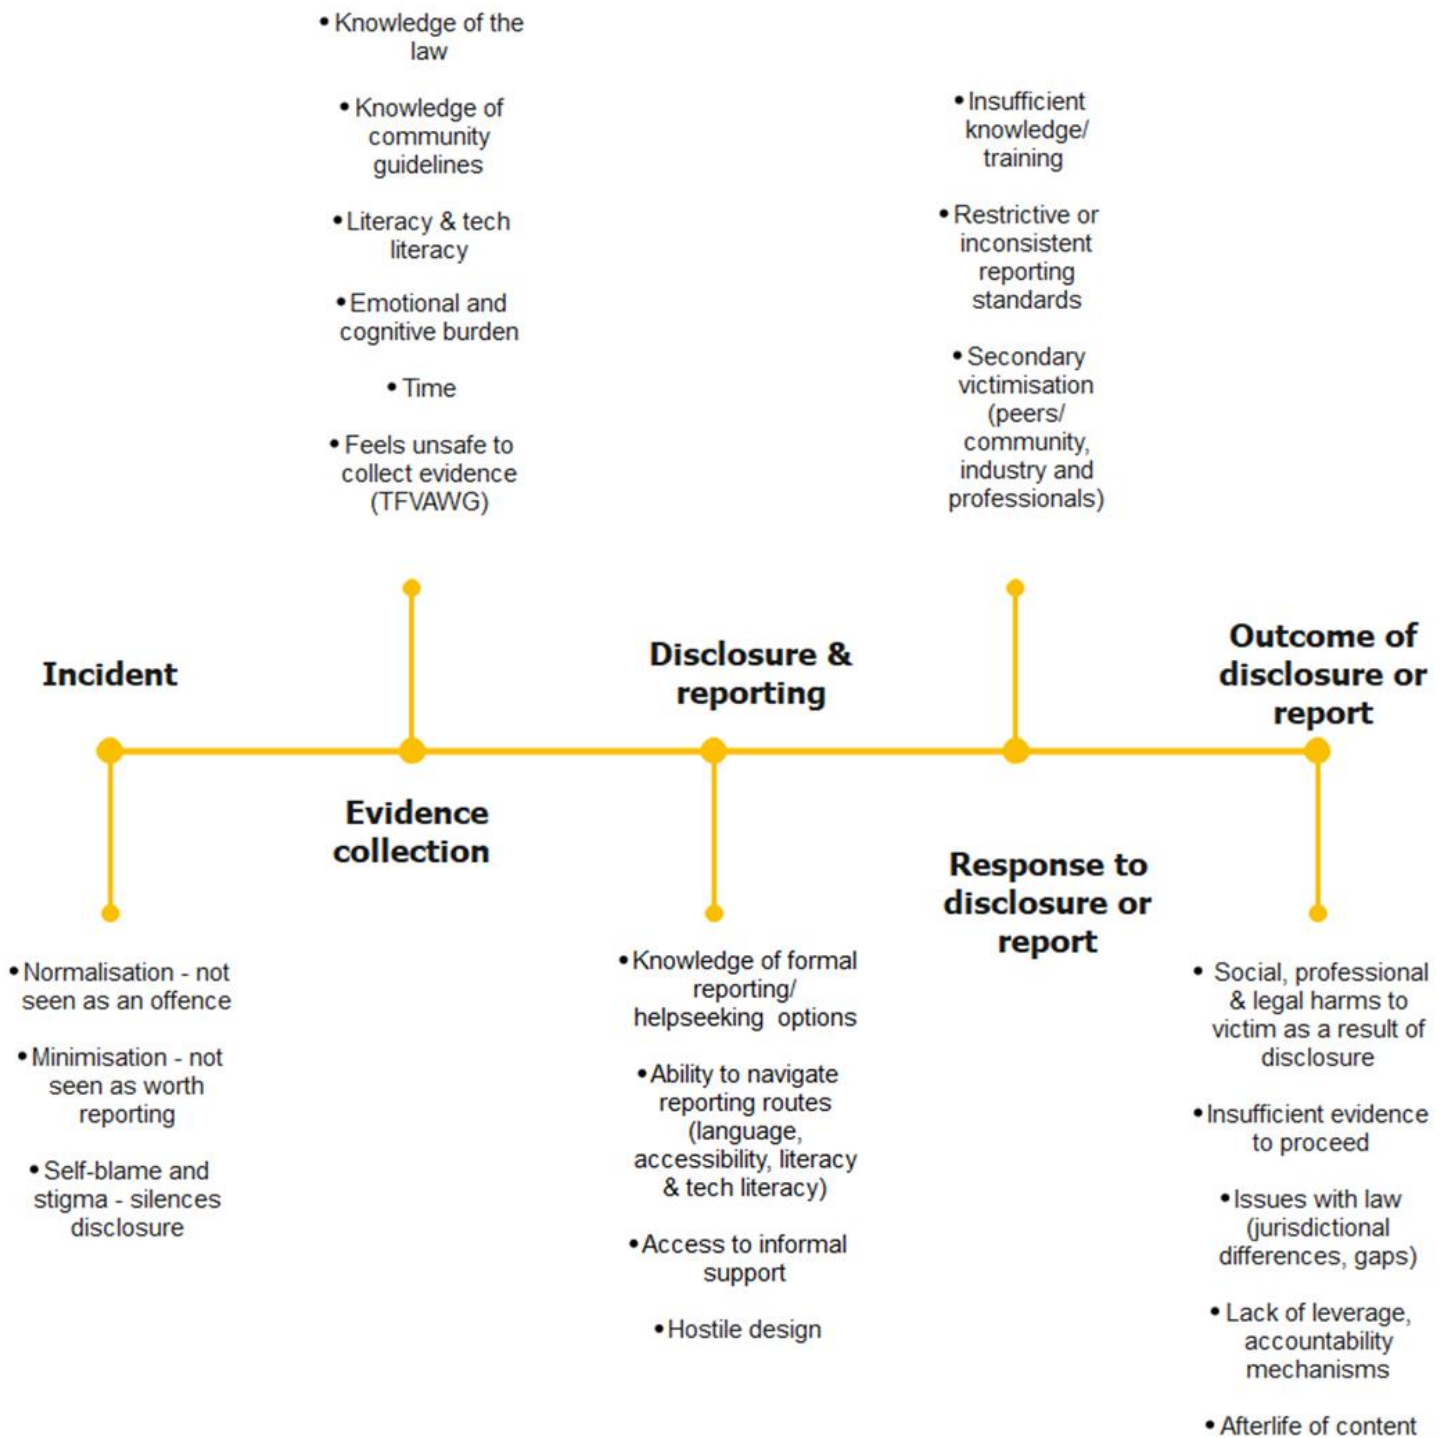 • Knowledge of the
law
• Knowledge of
community
guidelines
• Literacy & tech
literacy
• Emotional and
cognitive burden
• Time
• Feels unsafe to
collect evidence
(TFVAWG)
• Insufficient
knowledge/
training
• Restrictive or
inconsistent
reporting
standards
• Secondary
victimisation
(peers/
community,
industry and
professionals)
Incident
Evidence
collection
Disclosure &
reporting
Response to
disclosure or
report
Outcome of
disclosure or
report
• Normalisation - not
seen as an offence
• Minimisation - not
seen as worth
reporting
• Self-blame and
stigma - silences
disclosure
• Knowledge of formal
reporting/
helpseeking options
• Ability to navigate
reporting routes
(language,
accessibility, literacy
& tech literacy)
• Access to informal
support
• Hostile design
• Social, professional
& legal harms to
victim as a result of
disclosure
• Insufficient evidence
to proceed
• Issues with law
(jurisdictional
differences, gaps)
• Lack of leverage,
accountability
mechanisms
• Afterlife of content